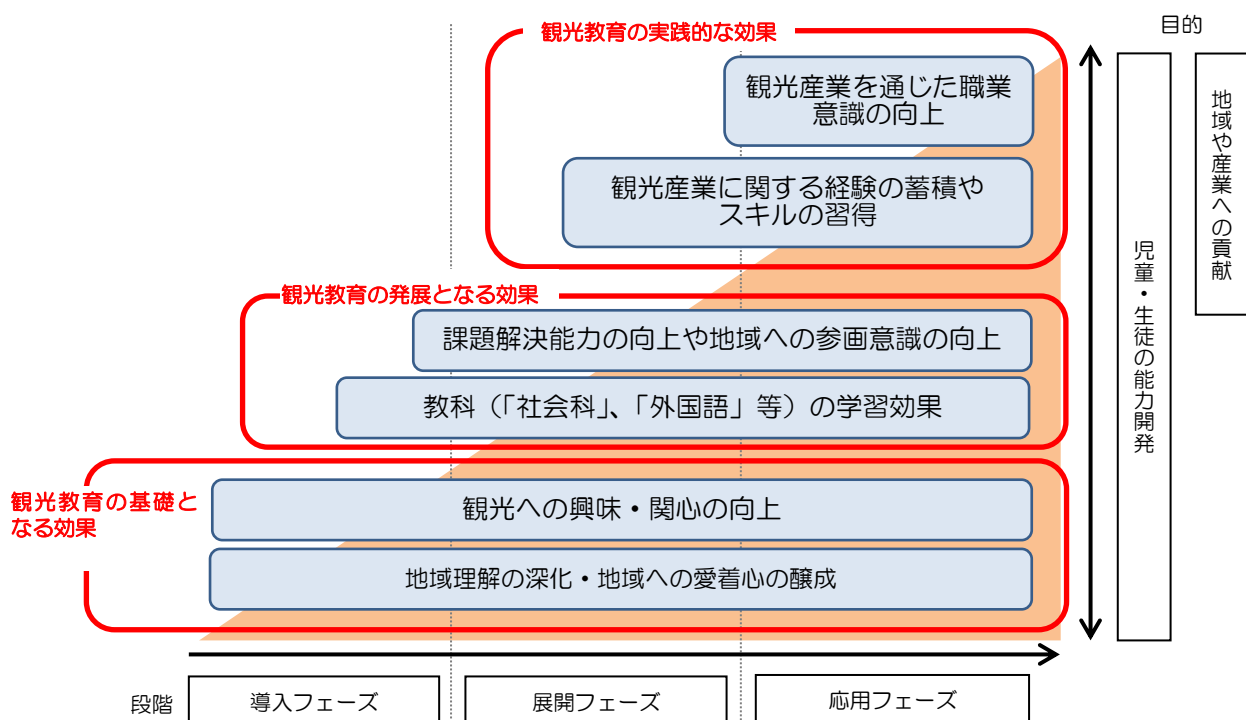 観光教育の実践的な効果
目的
観光産業を通じた職業
意識の向上
観光産業に関する経験の蓄積や
スキルの習得
地域や産業への貢献
児童・生徒の能力開発
観光教育の発展となる効果
課題解決能力の向上や地域への参画意識の向上
教科（「社会科」、「外国語」等）の学習効果
観光教育の基礎と
なる効果
観光への興味・関心の向上
地域理解の深化・地域への愛着心の醸成
段階
導入フェーズ
展開フェーズ
応用フェーズ